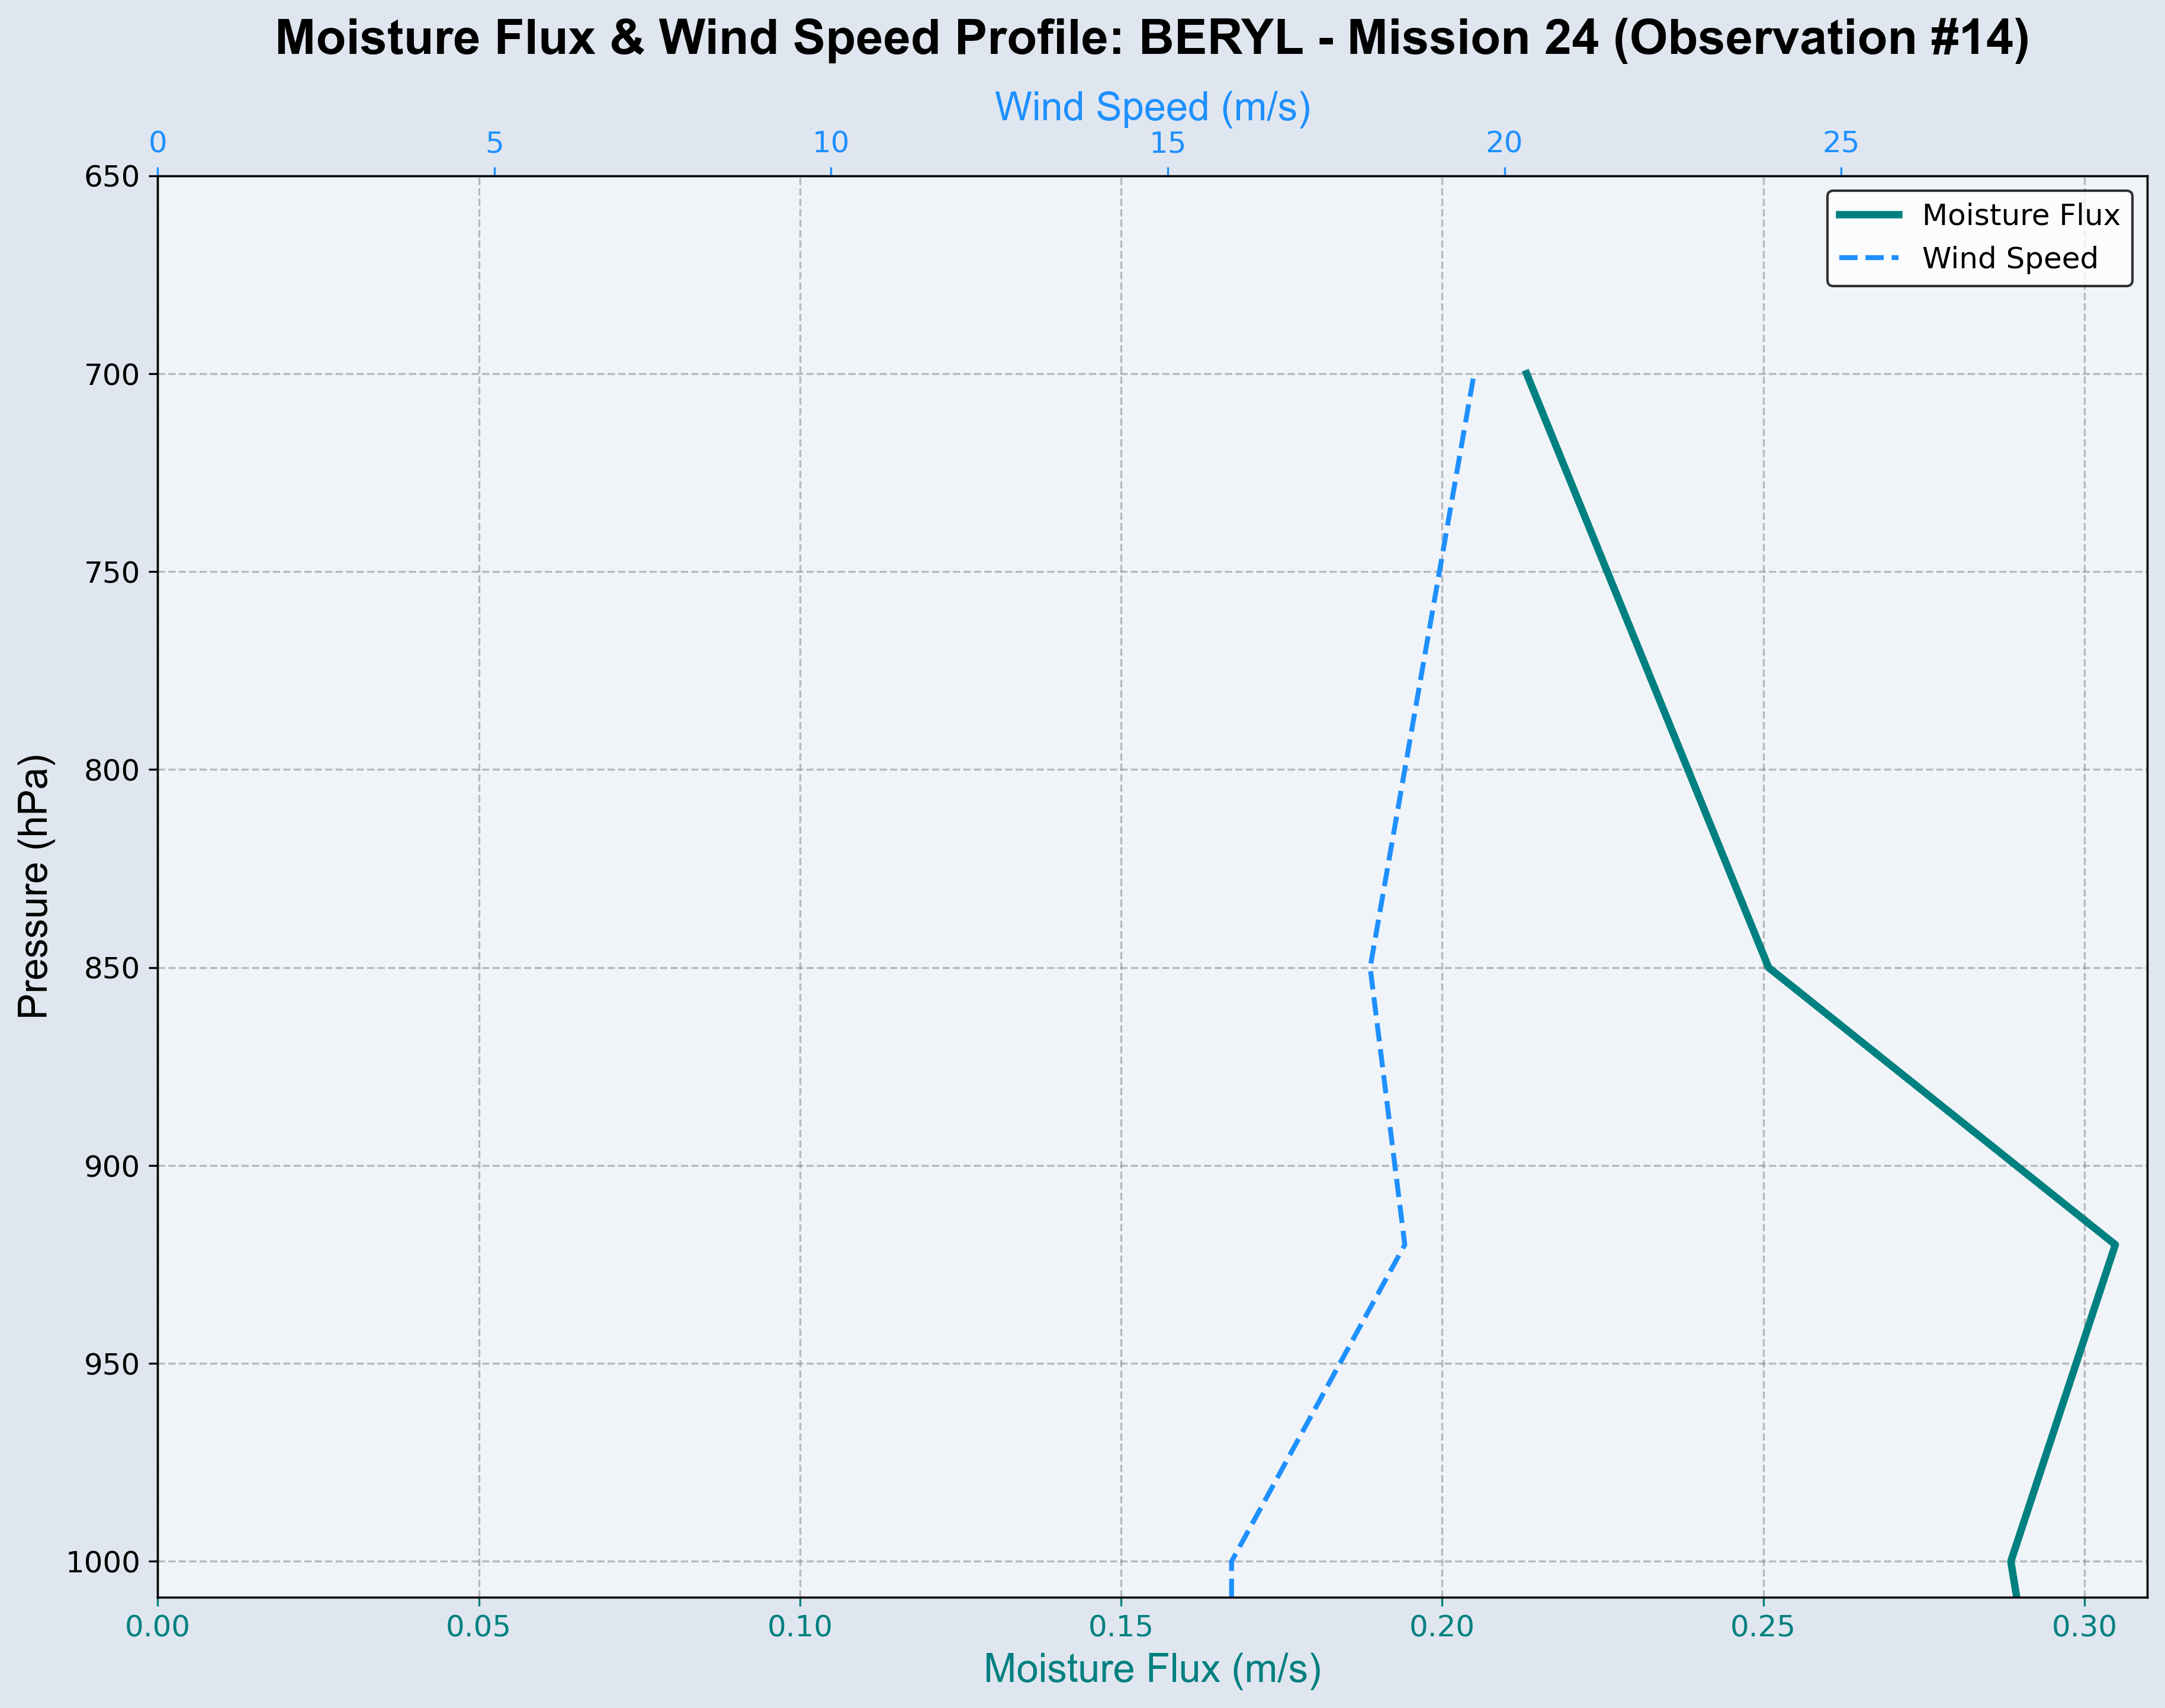 Moisture Flux & Wind Speed Profile: BERYL - Mission 24 (Observation #14)
Wind Speed (m/s)
0 5 10 15 20 25
Moisture Flux
Wind Speed
Pressure (hPa)
650
700
750
800
850
900
950
1000
0.00 0.05 0.10 0.15 0.20 0.25 0.30
Moisture Flux (m/s)